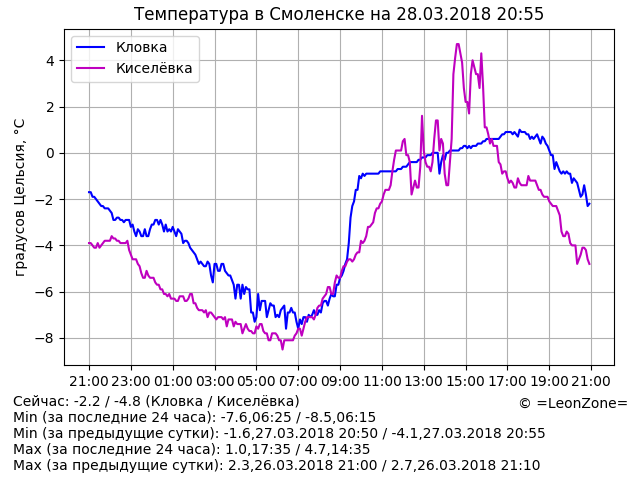 Температура в Смоленске на 28.03.2018 20:55
Кловка
Киселёвка
градусов Цельсия, °C
4
2
0
−2
−4
−6
−8
21:00 23:00 01:00 03:00 05:00 07:00 09:00 11:00 13:00 15:00 17:00 19:00 21:00
Сейчас: -2.2 / -4.8 (Кловка / Киселёвка)
© =LeonZone=
Min (за последние 24 часа): -7.6,06:25 / -8.5,06:15
Min (за предыдущие сутки): -1.6,27.03.2018 20:50 / -4.1,27.03.2018 20:55
Max (за последние 24 часа): 1.0,17:35 / 4.7,14:35
Max (за предыдущие сутки): 2.3,26.03.2018 21:00 / 2.7,26.03.2018 21:10